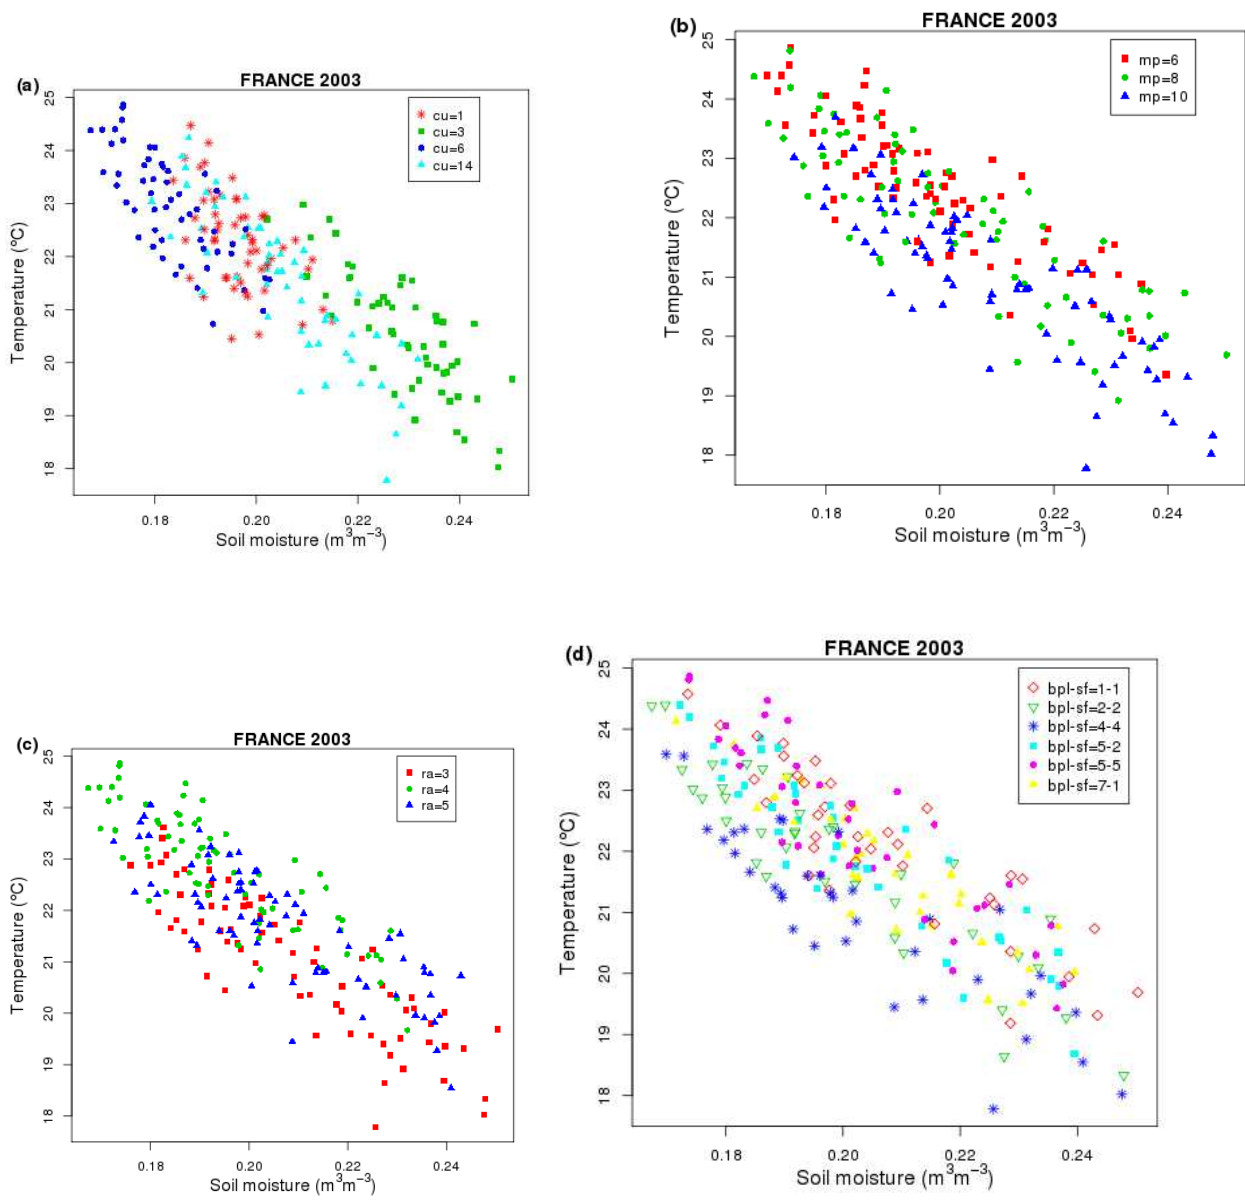 (a)
FRANCE 2003
25
24
23
22
21
20
19
18
Temperature (°C)
cu=1
cu=3
cu=6
cu=14
0.18
0.20
0.22
0.24
Soil moisture (m³m⁻³)
(b)
FRANCE 2003
25
24
23
22
21
20
19
18
Temperature (°C)
mp=6
mp=8
mp=10
0.18
0.20
0.22
0.24
Soil moisture (m³m⁻³)
(c)
FRANCE 2003
25
24
23
22
21
20
19
18
Temperature (°C)
ra=3
ra=4
ra=5
0.18
0.20
0.22
0.24
Soil moisture (m³m⁻³)
(d)
FRANCE 2003
25
24
23
22
21
20
19
18
Temperature (°C)
bpl-sf=1-1
bpl-sf=2-2
bpl-sf=4-4
bpl-sf=5-2
bpl-sf=5-5
bpl-sf=7-1
0.18
0.20
0.22
0.24
Soil moisture (m³m⁻³)